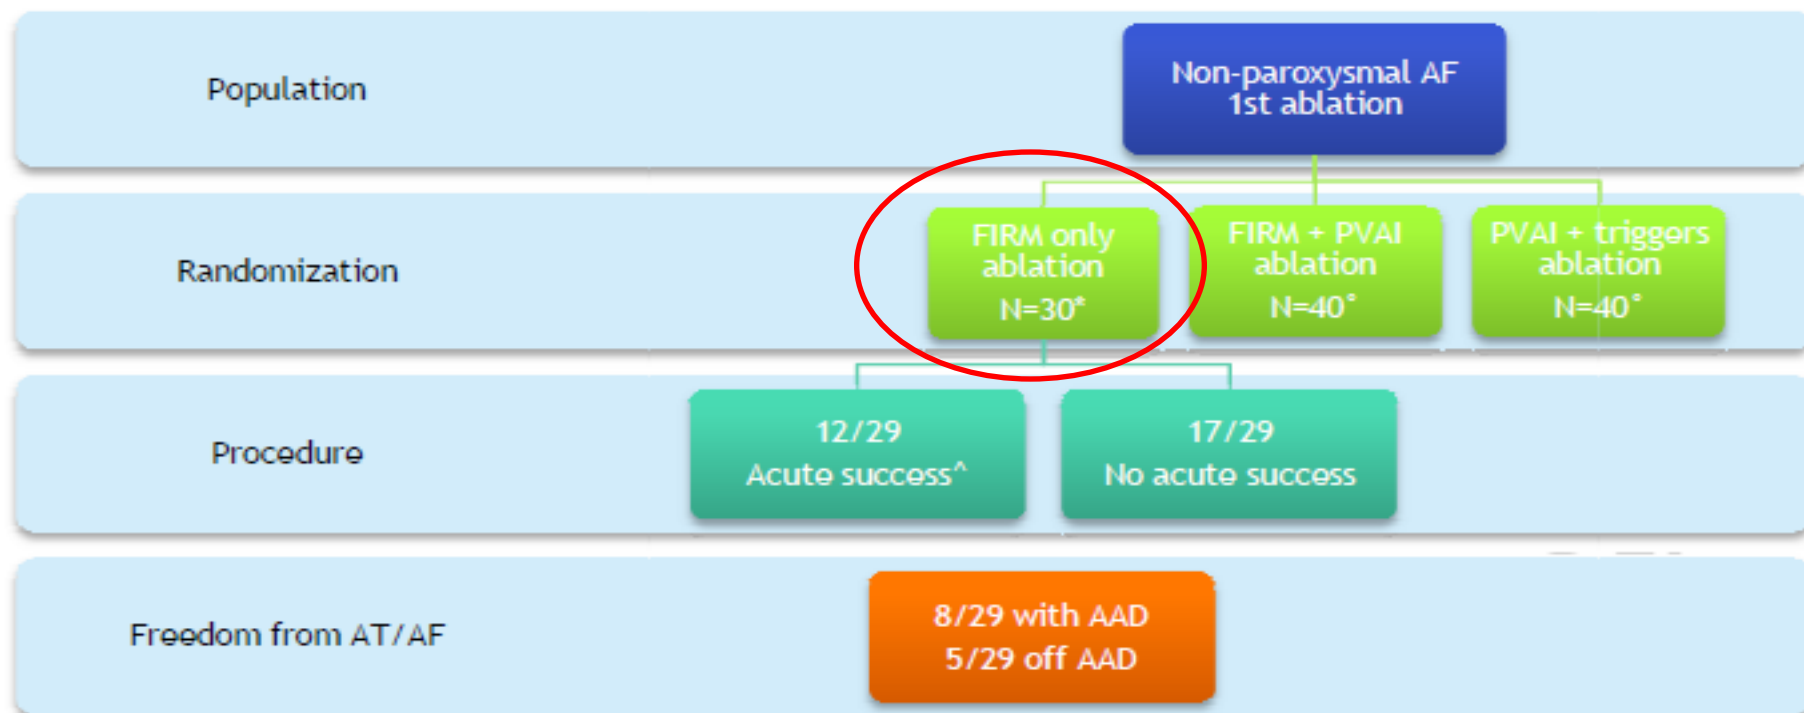 Population
Non-paroxysmal AF
1st ablation
Randomization
FIRM only
ablation
N=30*
FIRM + PVAI
ablation
N=40°
PVAI + triggers
ablation
N=40°
Procedure
12/29
Acute success^
17/29
No acute success
Freedom from AT/AF
8/29 with AAD
5/29 off AAD